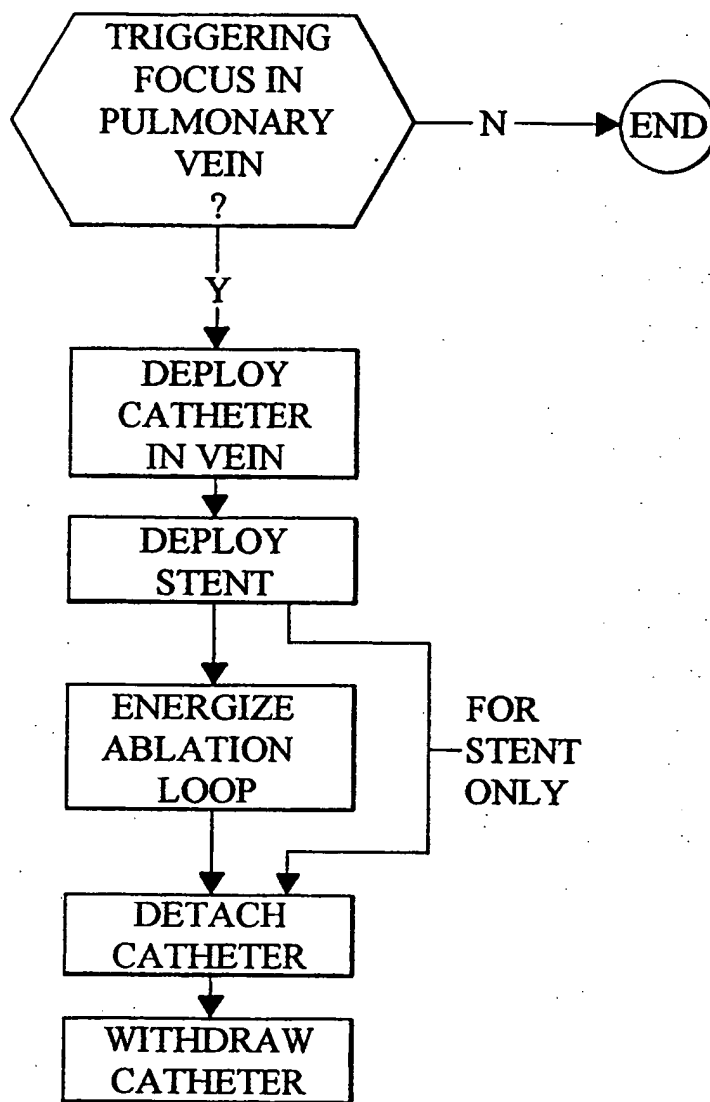 TRIGGERING
FOCUS IN
PULMONARY
VEIN
?
N
END
Y
DEPLOY
CATHETER
IN VEIN
DEPLOY
STENT
ENERGIZE
ABLATION
LOOP
FOR
STENT
ONLY
DETACH
CATHETER
WITHDRAW
CATHETER